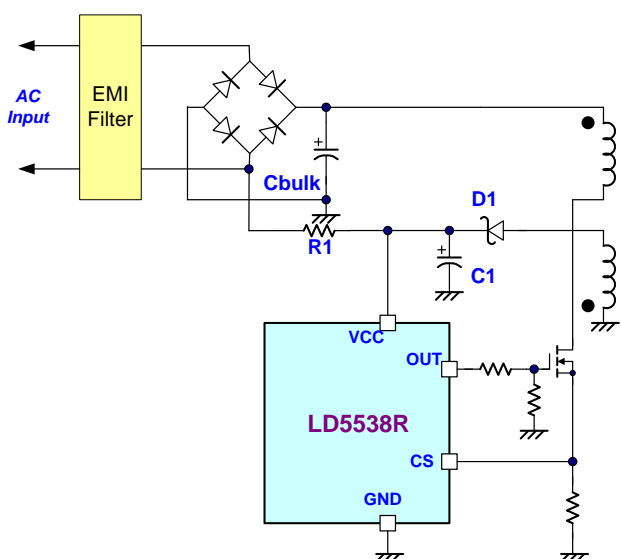 AC
Input
EMI
Filter
Cbulk
R1
D1
C1
VCC
OUT
LD5538R
CS
GND
+
+